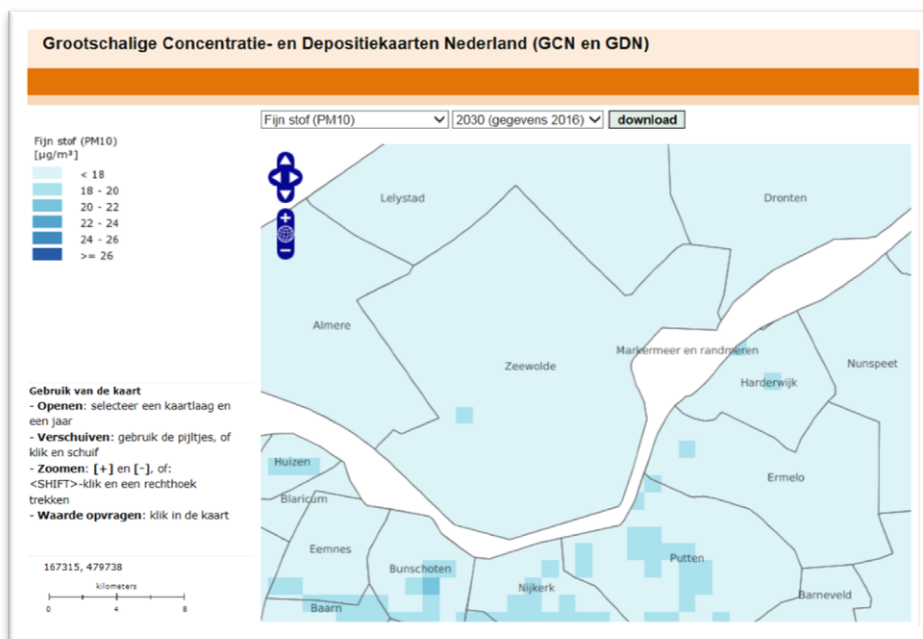 Grootschalige Concentratie- en Depositiekaarten Nederland (GCN en GDN)
Fijn stof (PM10)
2030 (gegevens 2016)
download
Fijn stof (PM10)
[µg/m³]
< 18
18 - 20
20 - 22
22 - 24
24 - 26
>= 26
Lelystad
Dronten
Almere
Zeewolde
Markermeer en randmeren
Nunspeet
Harderwijk
Huizen
Ermelo
Blaricum
Eemnes
Bunschoten
Putten
Nijkerk
Baarn
Barneveld
Gebruik van de kaart
- Openen: selecteer een kaartlaag en
een jaar
- Verschuiven: gebruik de pijltjes, of
klik en schuif
- Zoomen: [+] en [-], of:
<SHIFT>-klik en een rechthoek
trekken
- Waarde opvragen: klik in de kaart
167315, 479738
kilometers
0 4 8